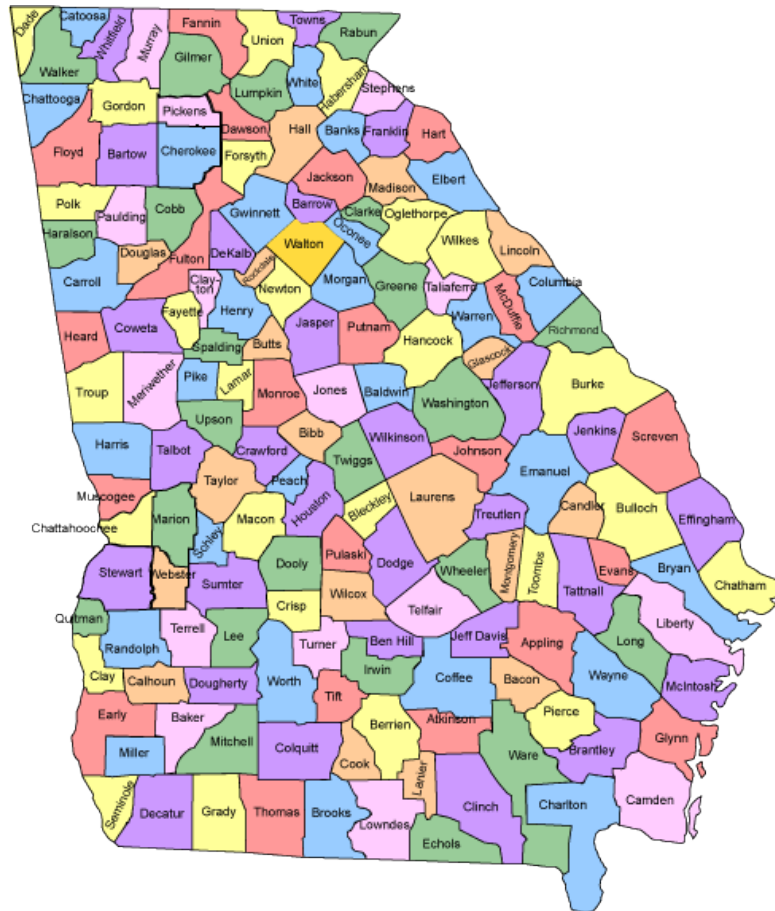 Dade
Catoosa
Whitfield
Murray
Fannin
Union
Towns
Rabun
Walker
Gilmer
White
Habersham
Stephens
Chattooga
Gordon
Pickens
Lumpkin
Dawson
Hall
Banks
Franklin
Hart
Floyd
Bartow
Cherokee
Forsyth
Jackson
Madison
Elbert
Polk
Paulding
Cobb
Gwinnett
Barrow
Clarke
Oglethorpe
Haralson
Douglas
Fulton
DeKalb
Walton
Oconee
Wilkes
Lincoln
Carroll
Clay-
ton
Rockdale
Newton
Morgan
Greene
Taliaferro
McDuffie
Columbia
Fayette
Henry
Warren
Richmond
Heard
Coweta
Spalding
Butts
Jasper
Putnam
Hancock
Glascock
Troup
Meriwether
Pike
Lamar
Monroe
Jones
Baldwin
Washington
Jefferson
Burke
Upson
Bibb
Wilkinson
Jenkins
Screven
Harris
Talbot
Crawford
Twiggs
Johnson
Emanuel
Muscogee
Taylor
Peach
Houston
Bleckley
Laurens
Treutlen
Candler
Bulloch
Effingham
Chattahoochee
Marion
Schley
Macon
Pulaski
Dodge
Wheeler
Montgomery
Toombs
Evans
Bryan
Chatham
Stewart
Webster
Sumter
Dooly
Crisp
Wilcox
Telfair
Tattnall
Liberty
Quitman
Randolph
Terrell
Lee
Turner
Ben Hill
Jeff Davis
Appling
Long
Clay
Calhoun
Dougherty
Worth
Irwin
Coffee
Bacon
Wayne
McIntosh
Early
Baker
Mitchell
Tift
Berrien
Atkinson
Pierce
Miller
Colquitt
Cook
Ware
Brantley
Glynn
Seminole
Decatur
Grady
Thomas
Brooks
Lowndes
Lanier
Clinch
Charlton
Camden
Echols